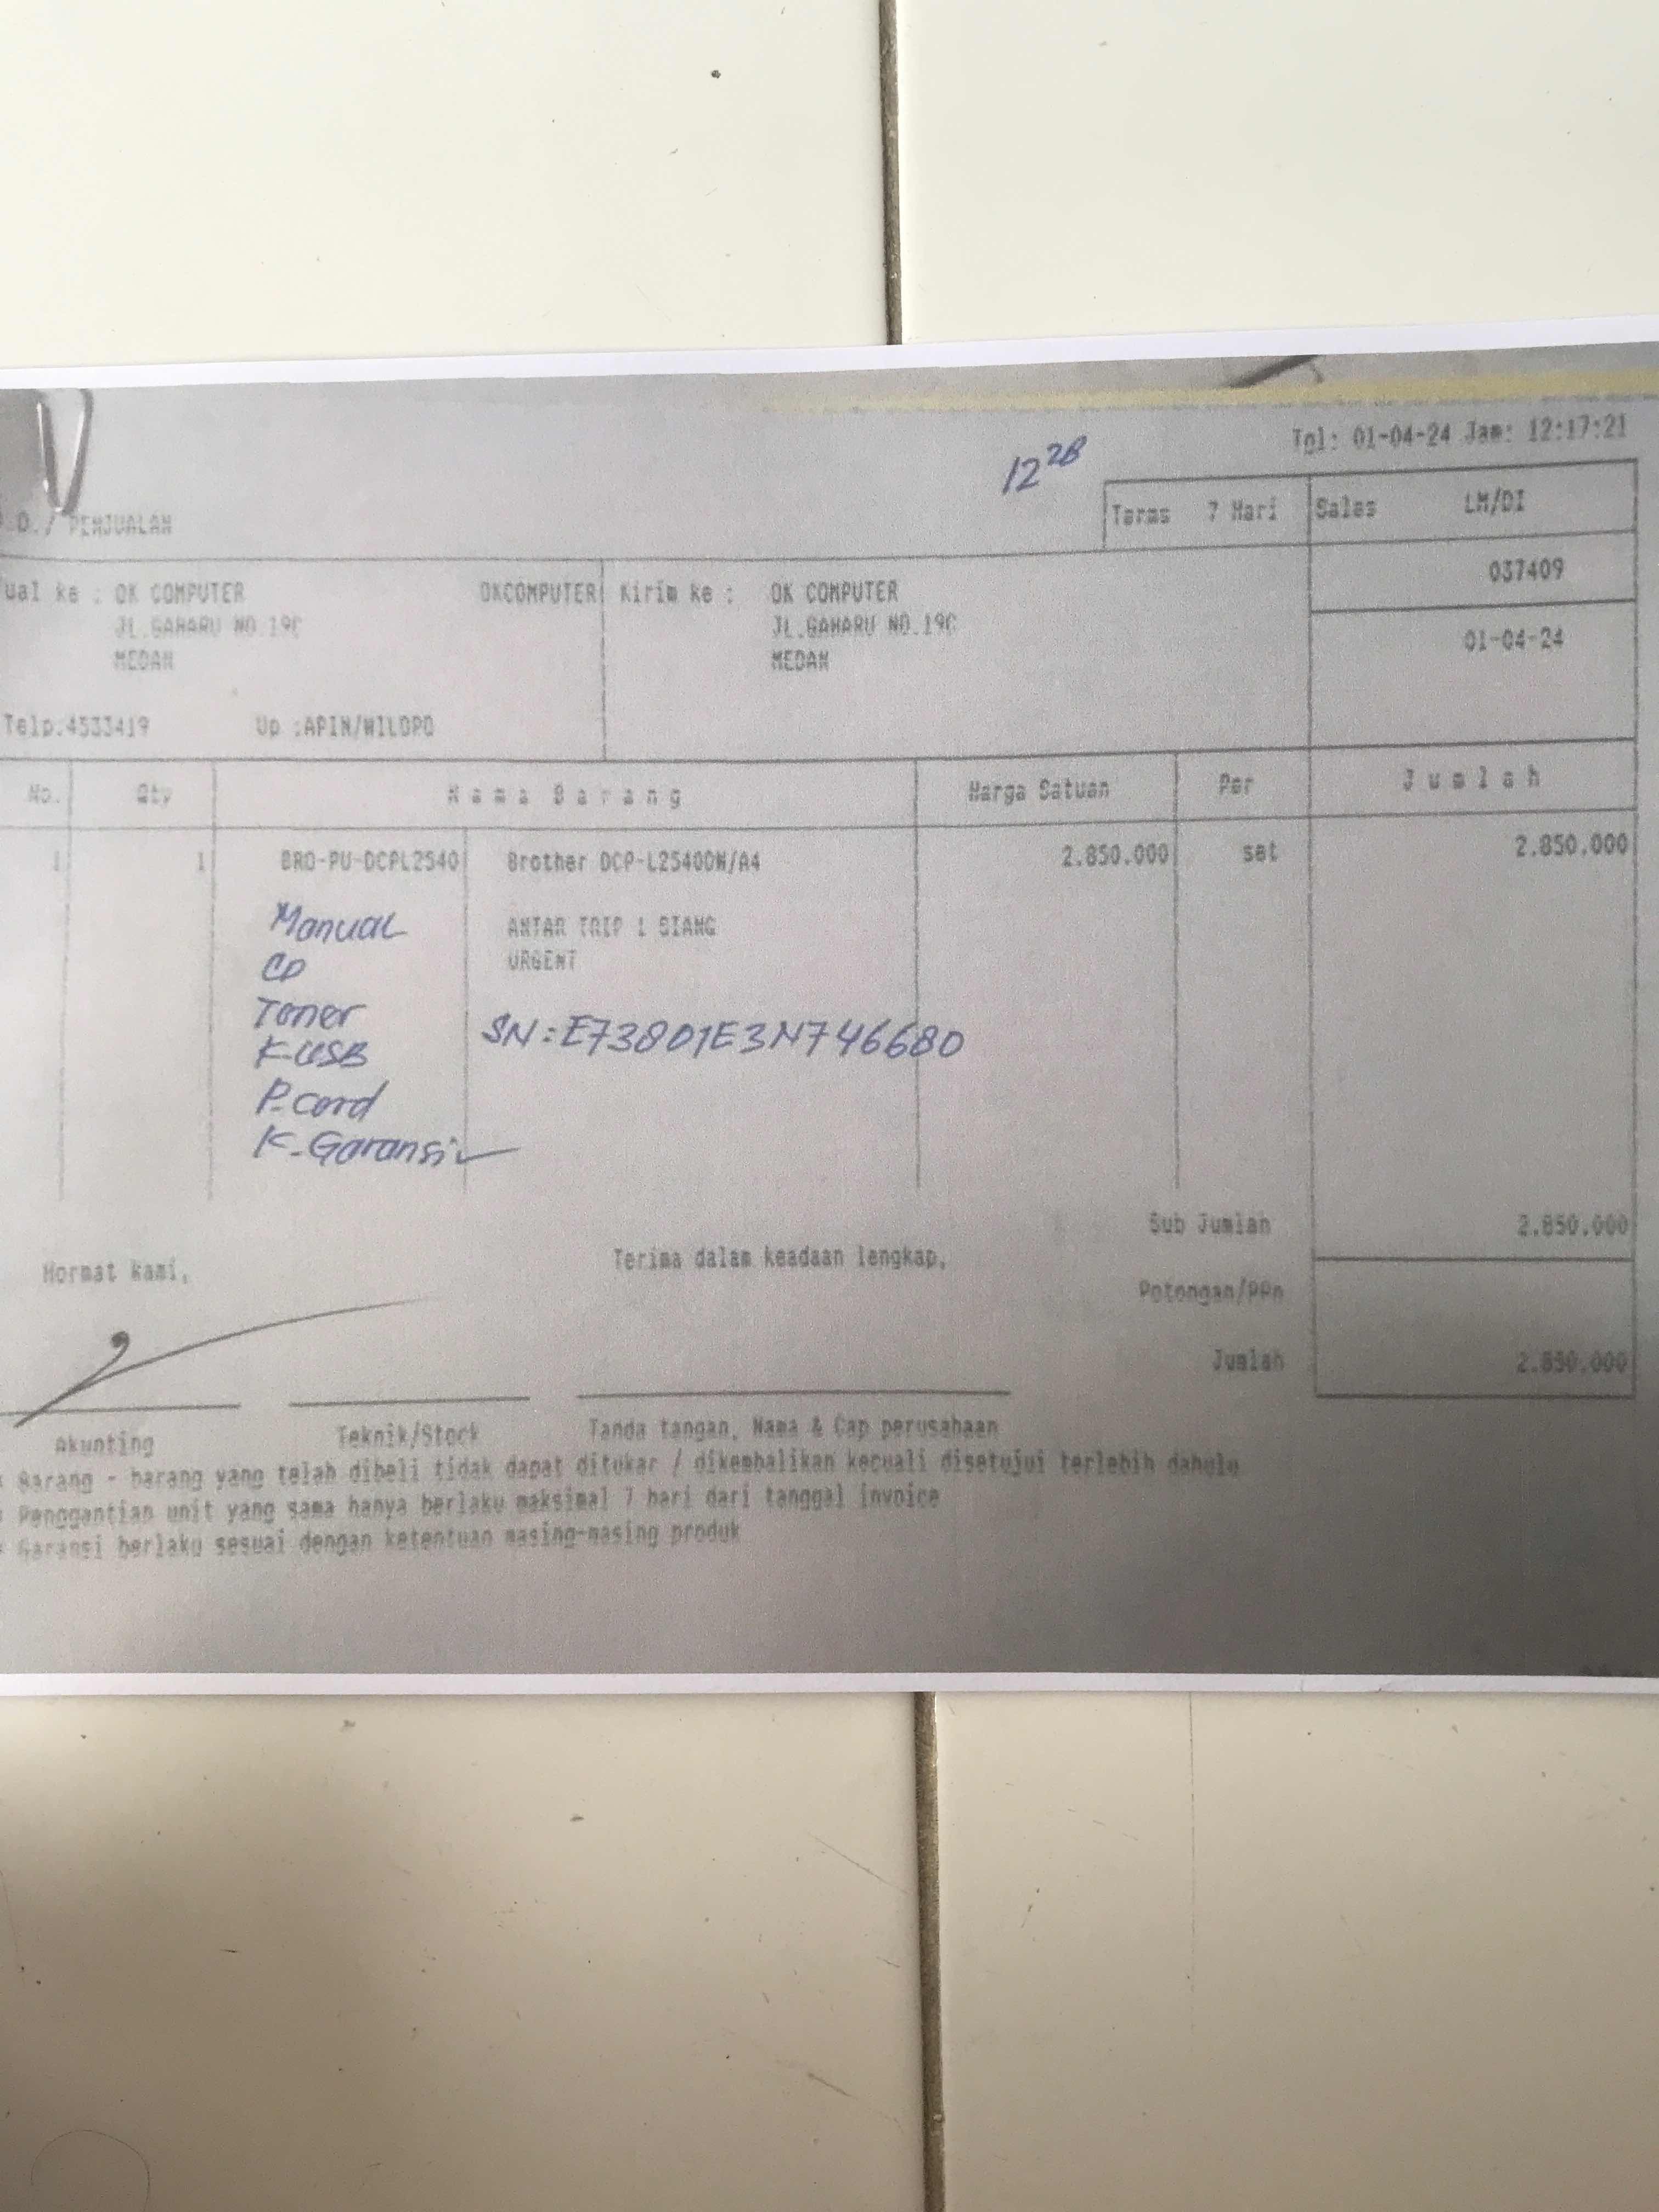 12 28
Tgl: 01-04-24 Jam: 12:17:21
.O./ PENJUALAN
Terms 7 Hari Sales LM/DI
037409
ual ke : OK COMPUTER OKCOMPUTER Kirim ke : OK COMPUTER
JL.GAHARU NO.19C JL.GAHARU NO.19C
01-04-24
MEDAN MEDAN
Telp:4533419 Up :APIN/WILOPO
No. Qty Nama Barang Harga Satuan Per Jumlah
1 1 BRO-PU-DCPL2540 Brother DCP-L2540DW/A4 2.850.000 set 2.850.000
Manual ANTAR TRIP 1 SIANG
CD URGENT
Toner
SN:E73801E3N746680
K-USB
P.cord
K-Garansi
Sub Jumlah 2.850.000
Hormat kami, Terima dalam keadaan lengkap,
Potongan/PPn
Jumlah 2.850.000
Akunting Teknik/Stock Tanda tangan, Nama & Cap perusahaan
* Barang - barang yang telah dibeli tidak dapat ditukar / dikembalikan kecuali disetujui terlebih dahulu
* Penggantian unit yang sama hanya berlaku maksimal 7 hari dari tanggal invoice
* Garansi berlaku sesuai dengan ketentuan masing-masing produk